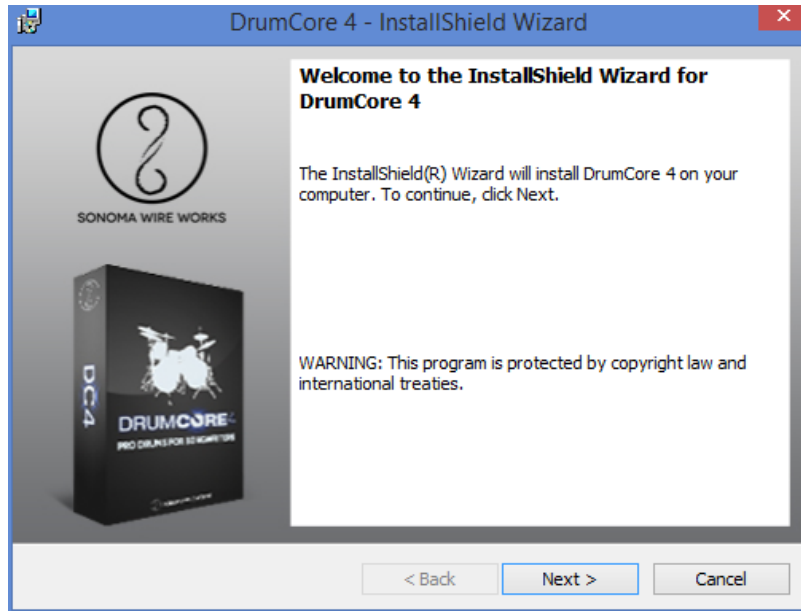 DrumCore 4 - InstallShield Wizard
Welcome to the InstallShield Wizard for
DrumCore 4
The InstallShield(R) Wizard will install DrumCore 4 on your
computer. To continue, click Next.
SONOMA WIRE WORKS
WARNING: This program is protected by copyright law and
international treaties.
DC4
DRUMCORE
PRO DRUMS FOR SONGWRITERS
< Back
Next >
Cancel